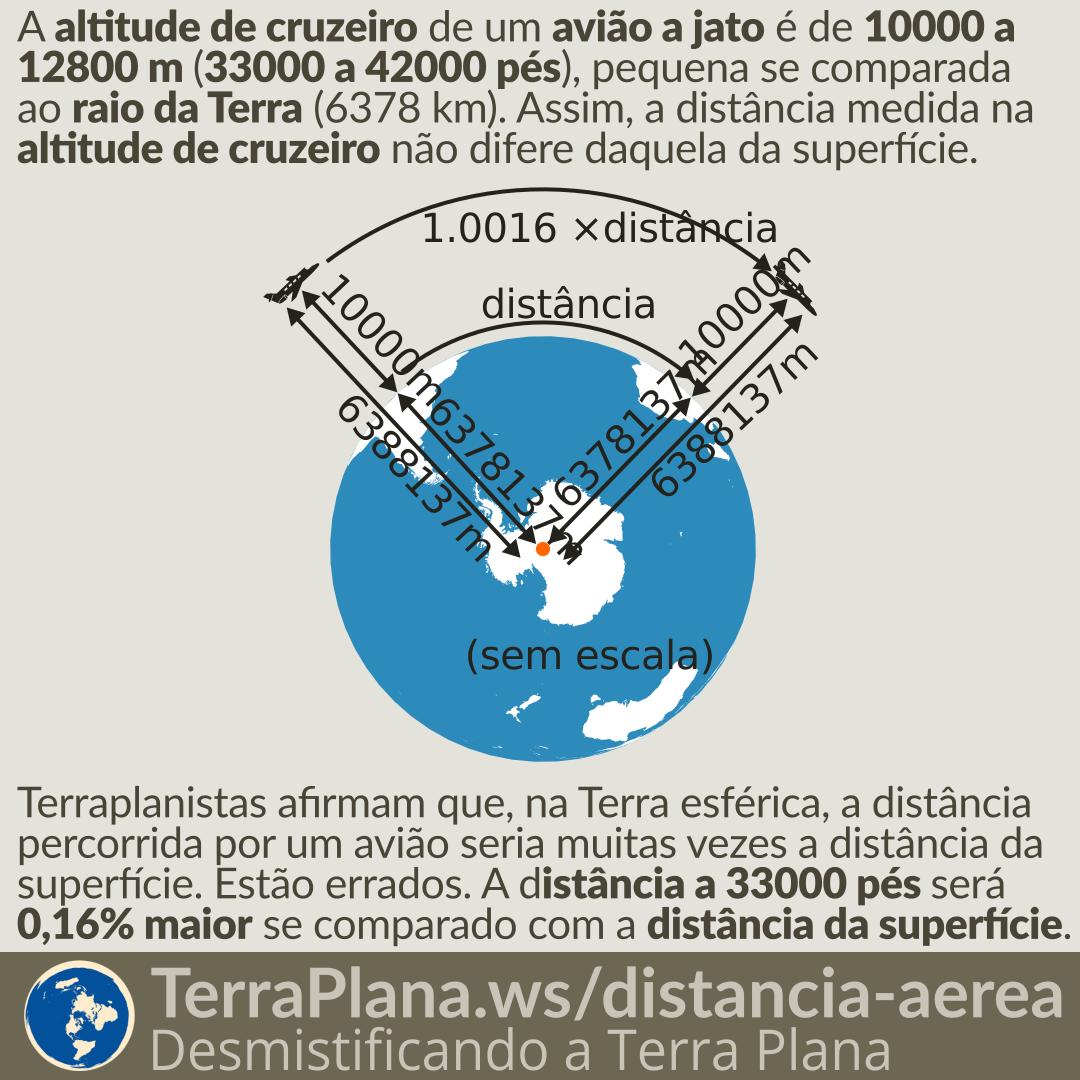 A altitude de cruzeiro de um avião a jato é de 10000 a
12800 m (33000 a 42000 pés), pequena se comparada
ao raio da Terra (6378 km). Assim, a distância medida na
altitude de cruzeiro não difere daquela da superfície.
1.0016 ×distância
distância
10000m
10000m
6378137m
6378137m
6388137m
6388137m
(sem escala)
Terraplanistas afirmam que, na Terra esférica, a distância
percorrida por um avião seria muitas vezes a distância da
superfície. Estão errados. A distância a 33000 pés será
0,16% maior se comparado com a distância da superfície.
TerraPlana.ws/distancia-aerea
Desmistificando a Terra Plana